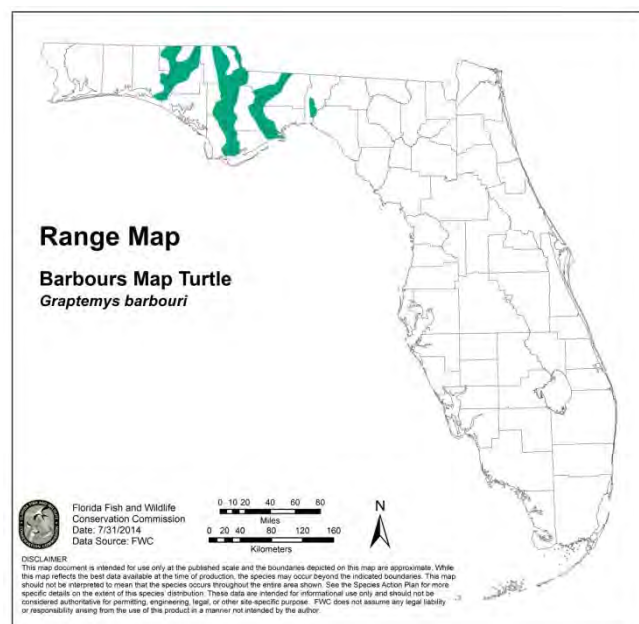 Range Map
Barbours Map Turtle
Graptemys barbouri
Florida Fish and Wildlife
Conservation Commission
Date: 7/31/2014
Data Source: FWC
0 10 20 40 60 80
Miles
0 20 40 80 120 160
Kilometers
N
DISCLAIMER
This map document is intended for use only at the published scale and the boundaries depicted on this map are approximate. While
this map reflects the best data available at the time of production, the species may occur beyond the indicated boundaries. This map
should not be interpreted to mean that the species occurs throughout the entire area shown. See the Species Action Plan for more
specific details on the extent of this species' distribution. These data are intended for informational use only and should not be
considered authoritative for permitting, engineering, legal, or other site-specific purpose. FWC does not assume any legal liability
or responsibility arising from the use of this product in a manner not intended by the author.